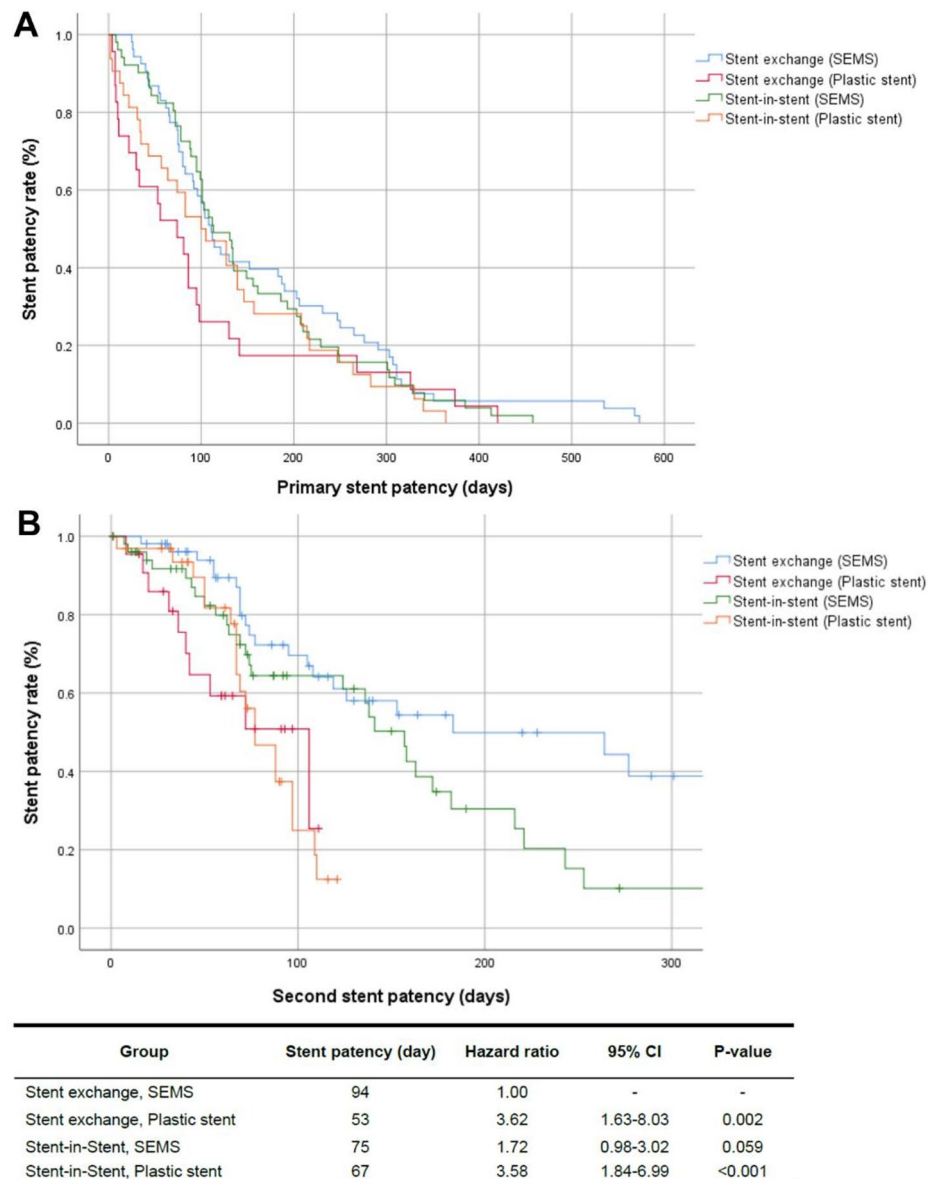 A
1.0
0.8
0.6
0.4
0.2
0.0
Stent patency rate (%)
0 100 200 300 400 500 600
Primary stent patency (days)
Stent exchange (SEMS)
Stent exchange (Plastic stent)
Stent-in-stent (SEMS)
Stent-in-stent (Plastic stent)
B
1.0
0.8
0.6
0.4
0.2
0.0
Stent patency rate (%)
0 100 200 300
Second stent patency (days)
Stent exchange (SEMS)
Stent exchange (Plastic stent)
Stent-in-stent (SEMS)
Stent-in-stent (Plastic stent)
Group Stent patency (day) Hazard ratio 95% CI P-value
Stent exchange, SEMS 94 1.00 - -
Stent exchange, Plastic stent 53 3.62 1.63-8.03 0.002
Stent-in-Stent, SEMS 75 1.72 0.98-3.02 0.059
Stent-in-Stent, Plastic stent 67 3.58 1.84-6.99 <0.001